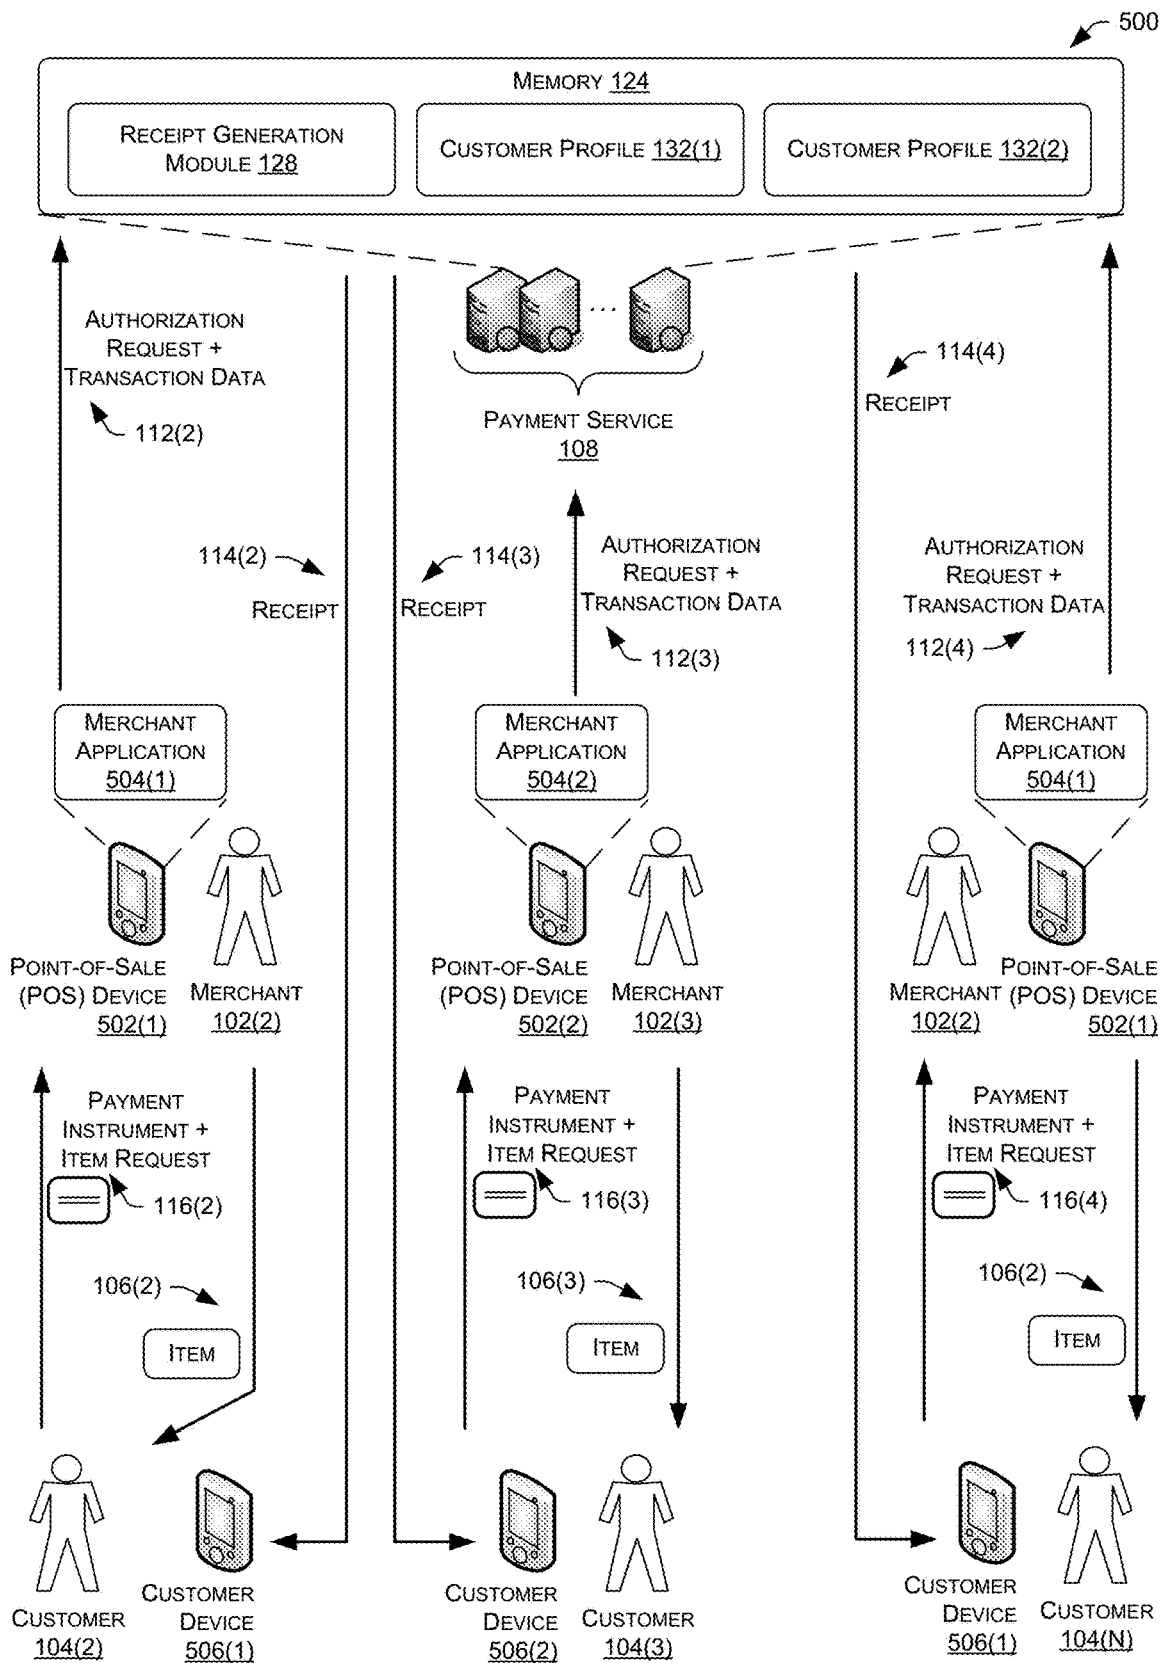 500
MEMORY 124
RECEIPT GENERATION
MODULE 128
CUSTOMER PROFILE 132(1)
CUSTOMER PROFILE 132(2)
AUTHORIZATION
REQUEST +
TRANSACTION DATA
112(2)
...
PAYMENT SERVICE
108
114(4)
RECEIPT
114(2)
RECEIPT
114(3)
RECEIPT
AUTHORIZATION
REQUEST +
TRANSACTION DATA
112(3)
AUTHORIZATION
REQUEST +
TRANSACTION DATA
112(4)
MERCHANT
APPLICATION
504(1)
MERCHANT
APPLICATION
504(2)
MERCHANT
APPLICATION
504(1)
POINT-OF-SALE
(POS) DEVICE
502(1)
MERCHANT
102(2)
POINT-OF-SALE
(POS) DEVICE
502(2)
MERCHANT
102(3)
MERCHANT
102(2)
POINT-OF-SALE
(POS) DEVICE
502(1)
PAYMENT
INSTRUMENT +
ITEM REQUEST
116(2)
PAYMENT
INSTRUMENT +
ITEM REQUEST
116(3)
PAYMENT
INSTRUMENT +
ITEM REQUEST
116(4)
106(2)
ITEM
106(3)
ITEM
106(2)
ITEM
CUSTOMER
104(2)
CUSTOMER
DEVICE
506(1)
CUSTOMER
DEVICE
506(2)
CUSTOMER
104(3)
CUSTOMER
DEVICE
506(1)
CUSTOMER
104(N)